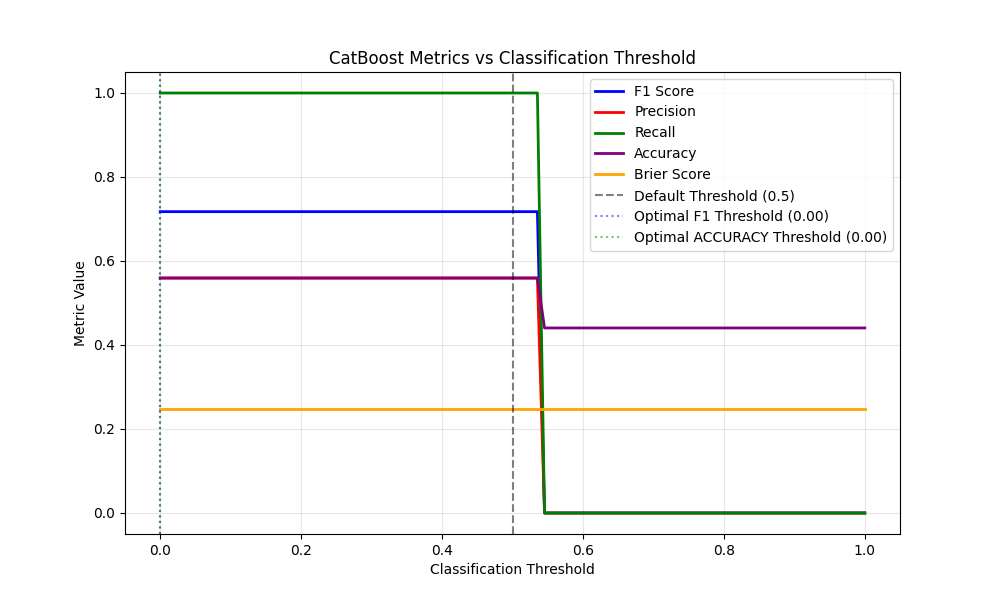 CatBoost Metrics vs Classification Threshold
Metric Value
1.0
0.8
0.6
0.4
0.2
0.0
F1 Score
Precision
Recall
Accuracy
Brier Score
Default Threshold (0.5)
Optimal F1 Threshold (0.00)
Optimal ACCURACY Threshold (0.00)
0.0 0.2 0.4 0.6 0.8 1.0
Classification Threshold